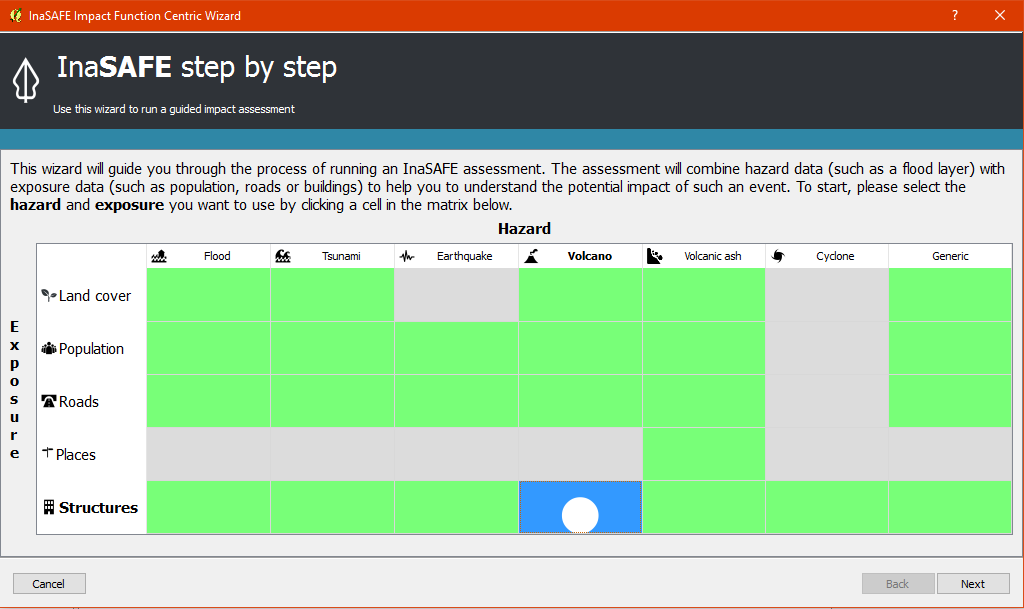 InaSAFE Impact Function Centric Wizard
?
InaSAFE step by step
Use this wizard to run a guided impact assessment
This wizard will guide you through the process of running an InaSAFE assessment. The assessment will combine hazard data (such as a flood layer) with
exposure data (such as population, roads or buildings) to help you to understand the potential impact of such an event. To start, please select the
hazard and exposure you want to use by clicking a cell in the matrix below.
Hazard
Flood Tsunami Earthquake Volcano Volcanic ash Cyclone Generic
Exposure
Land cover
Population
Roads
Places
Structures
Cancel Back Next